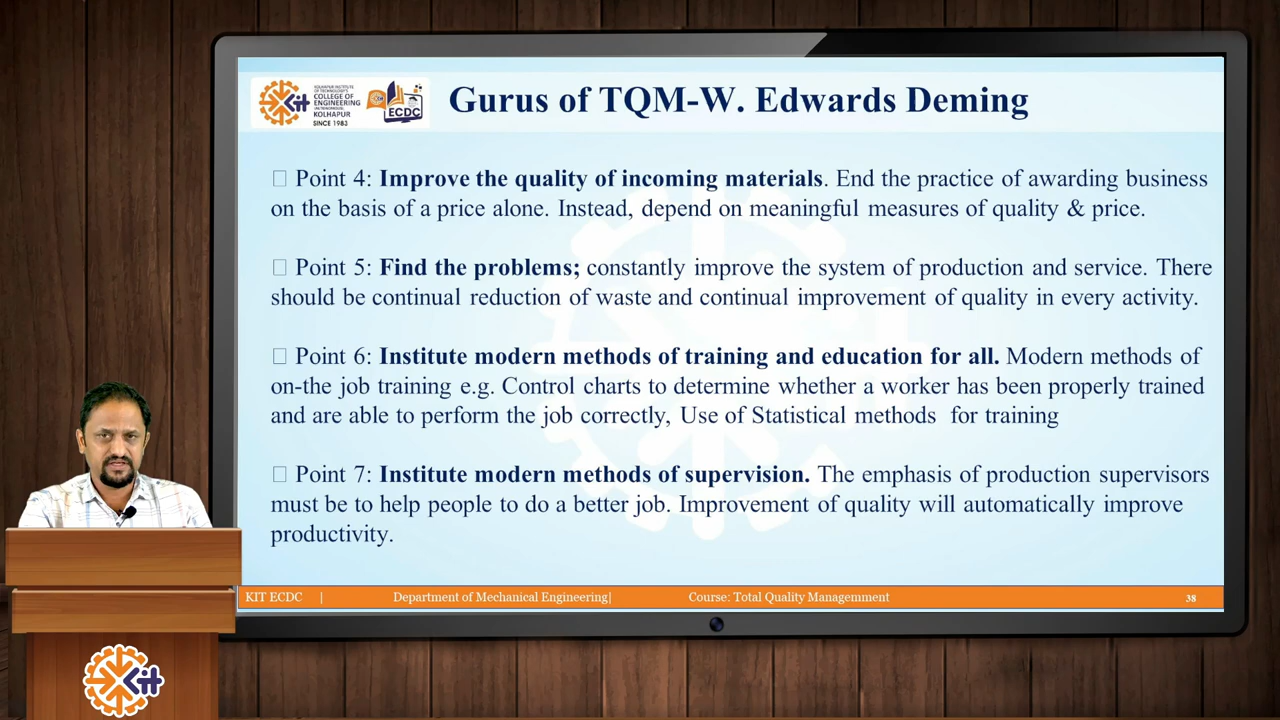 KOLHAPUR INSTITUTE
OF TECHNOLOGY'S
COLLEGE OF
ENGINEERING
(AUTONOMOUS),
KOLHAPUR
SINCE 1983
Kit
ECDC
Gurus of TQM-W. Edwards Deming
Point 4: Improve the quality of incoming materials. End the practice of awarding business
on the basis of a price alone. Instead, depend on meaningful measures of quality & price.
Point 5: Find the problems; constantly improve the system of production and service. There
should be continual reduction of waste and continual improvement of quality in every activity.
Point 6: Institute modern methods of training and education for all. Modern methods of
on-the job training e.g. Control charts to determine whether a worker has been properly trained
and are able to perform the job correctly, Use of Statistical methods for training
Point 7: Institute modern methods of supervision. The emphasis of production supervisors
must be to help people to do a better job. Improvement of quality will automatically improve
productivity.
KIT ECDC | Department of Mechanical Engineering| Course: Total Quality Managemment 38
Kit